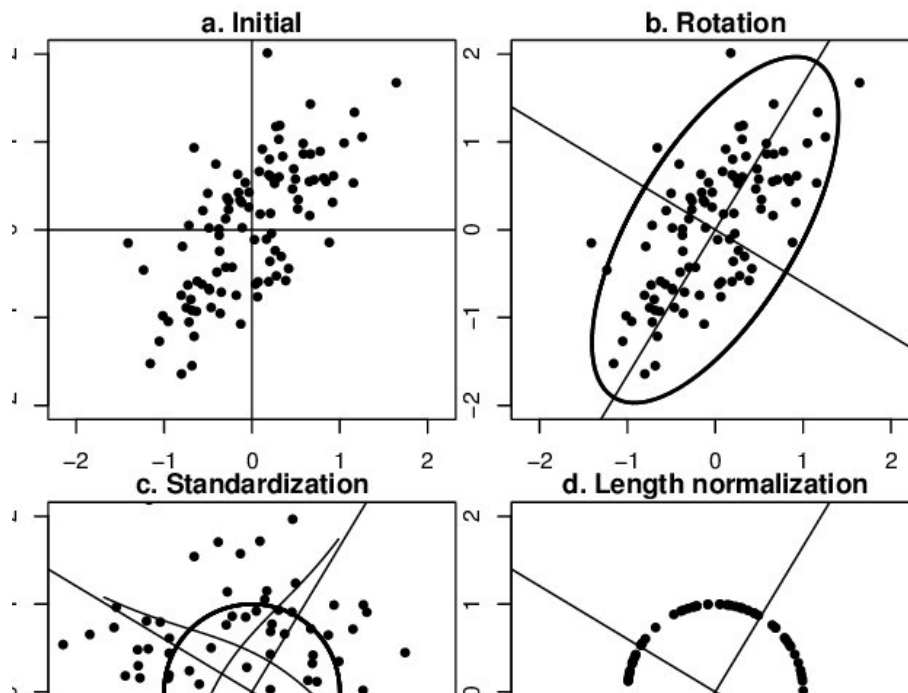 a. Initial
b. Rotation
2
1
0
−1
−2
−2 −1 0 1 2
−2 −1 0 1 2
c. Standardization
d. Length normalization
2
1
0